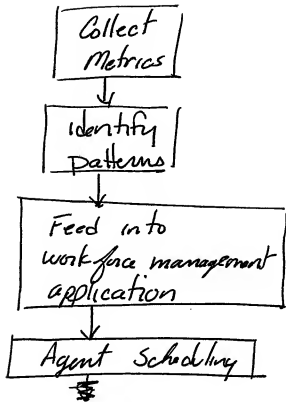 Collect
Metrics
identify
patterns
Feed into
workforce management
application
Agent Scheduling